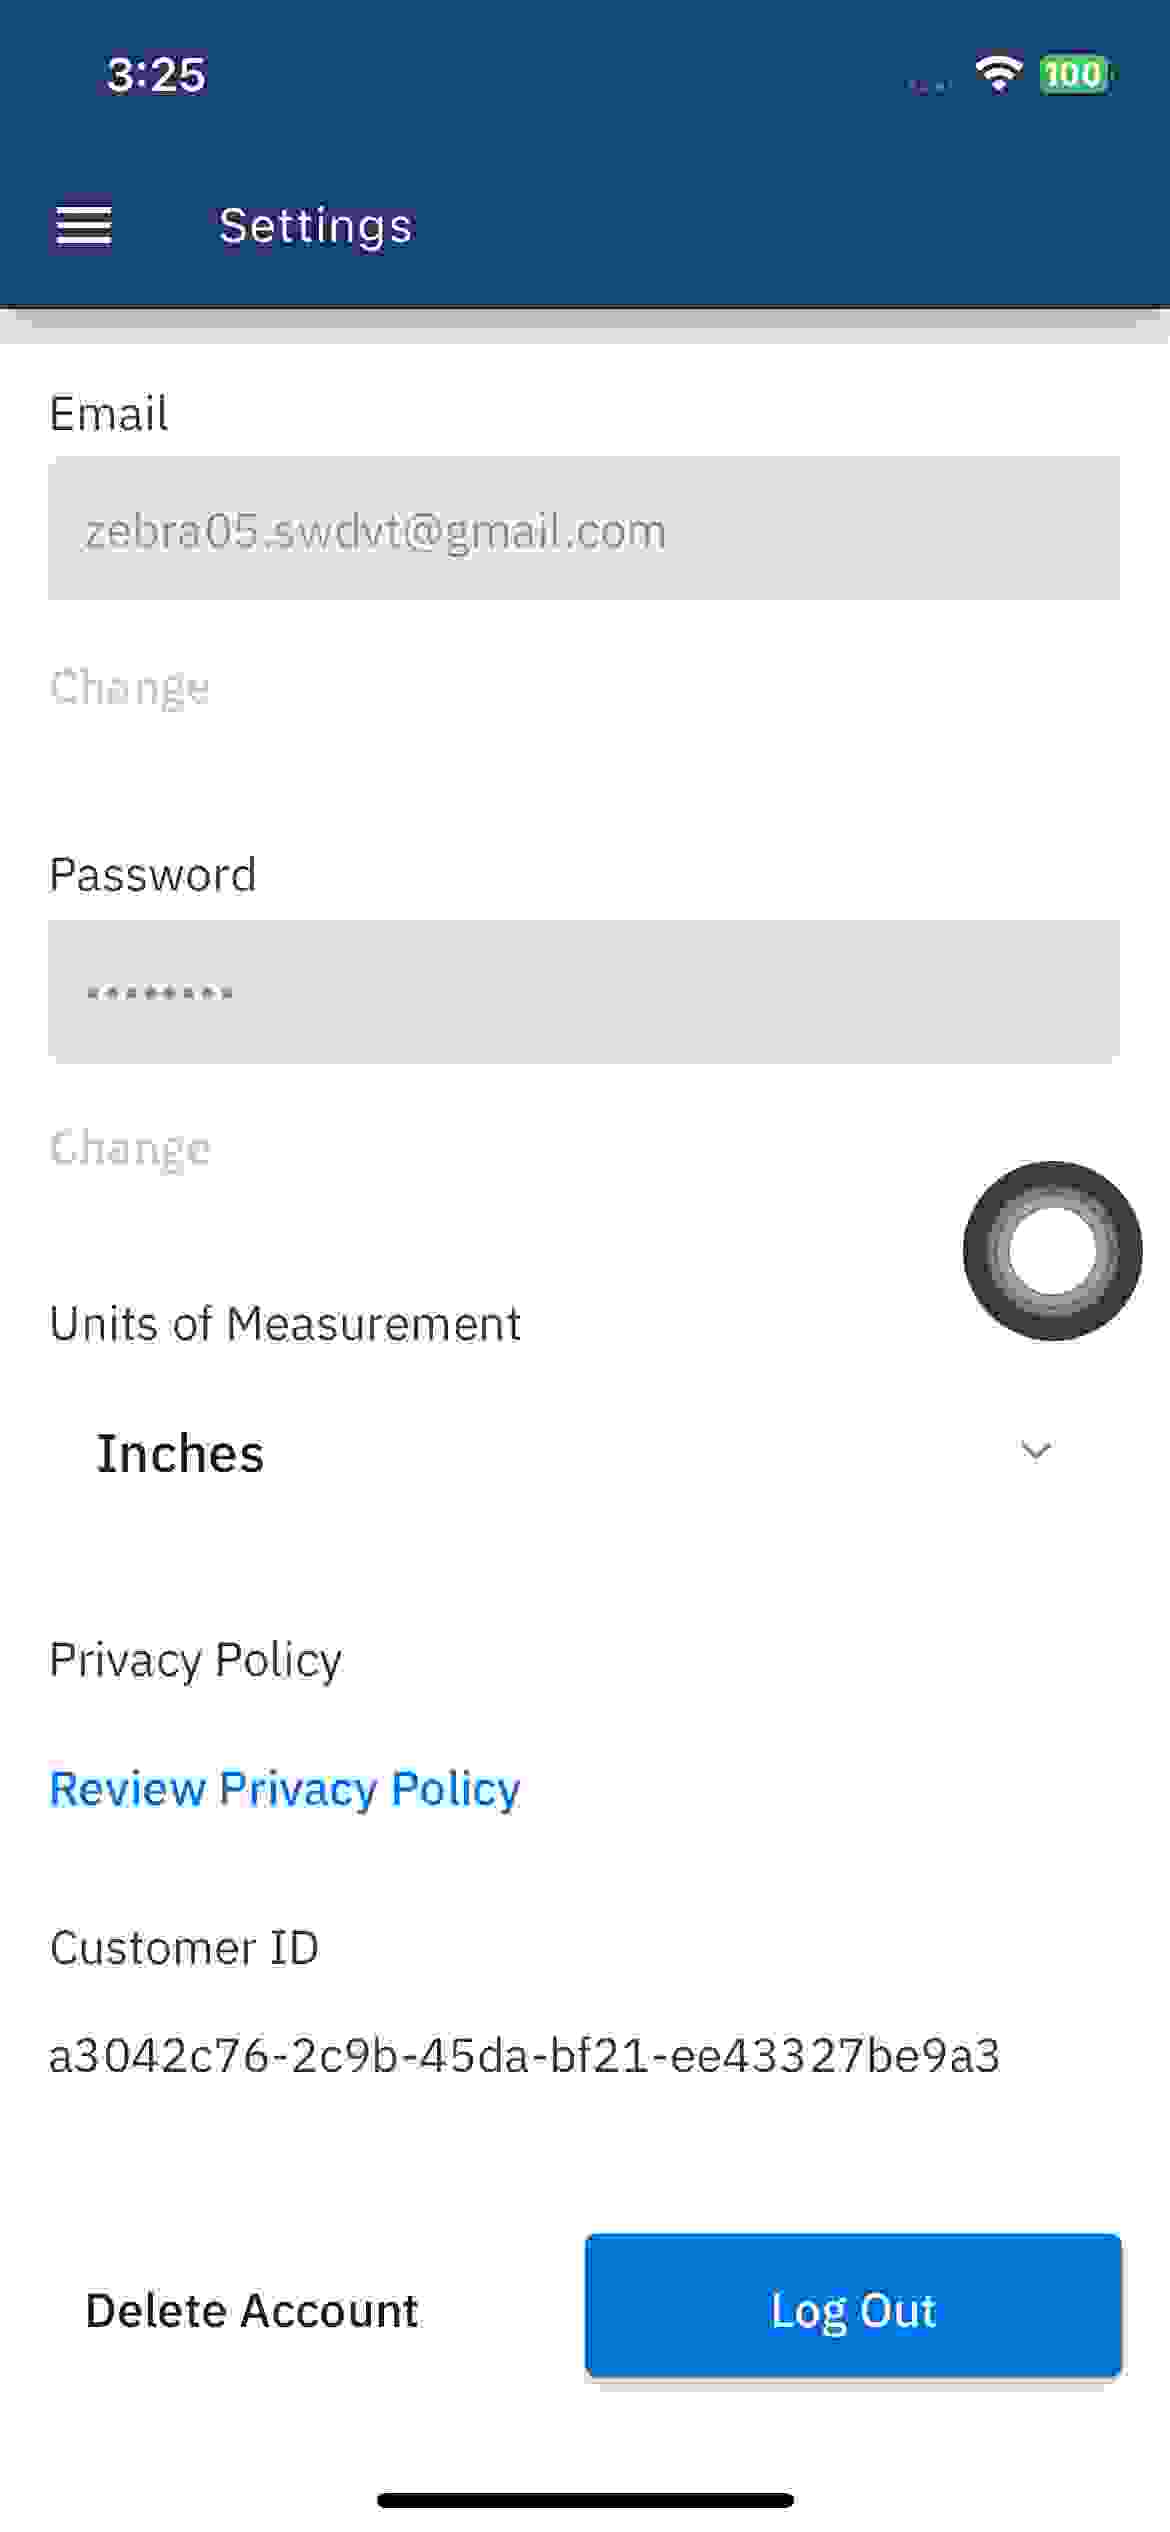 3:25
100
Settings
Email
zebra05.swdvt@gmail.com
Change
Password
••••••••
Change
Units of Measurement
Inches
Privacy Policy
Review Privacy Policy
Customer ID
a3042c76-2c9b-45da-bf21-ee43327be9a3
Delete Account
Log Out